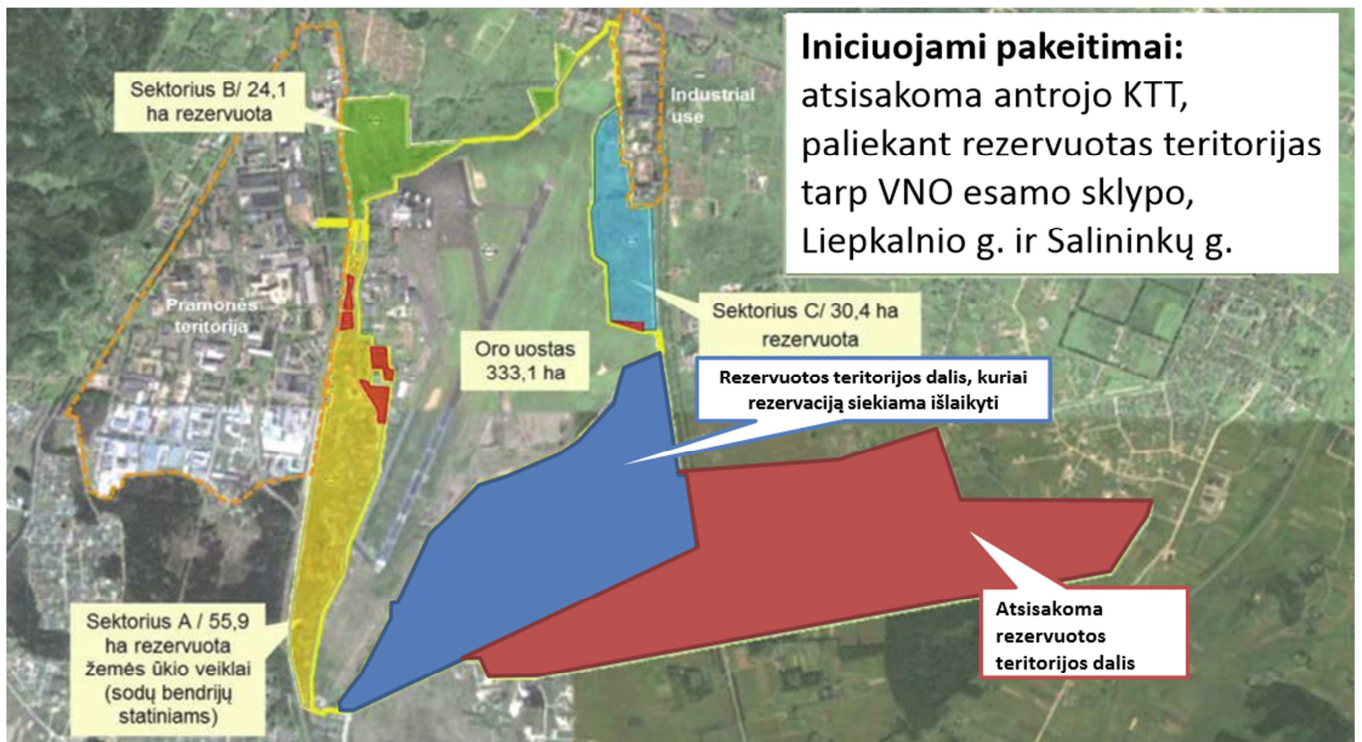 Iniciuojami pakeitimai:
atsisakoma antrojo KTT,
paliekant rezervuotas teritorijas
tarp VNO esamo sklypo,
Liepkalnio g. ir Salininkų g.
Sektorius B/ 24,1
ha rezervuota
Industrial
use
Pramonės
teritorija
Oro uostas
333,1 ha
Sektorius C/ 30,4 ha
rezervuota
Rezervuotos teritorijos dalis, kuriai
rezervaciją siekiama išlaikyti
Sektorius A / 55,9
ha rezervuota
žemės ūkio veiklai
(sodų bendrijų
statiniams)
Atsisakoma
rezervuotos
teritorijos dalis